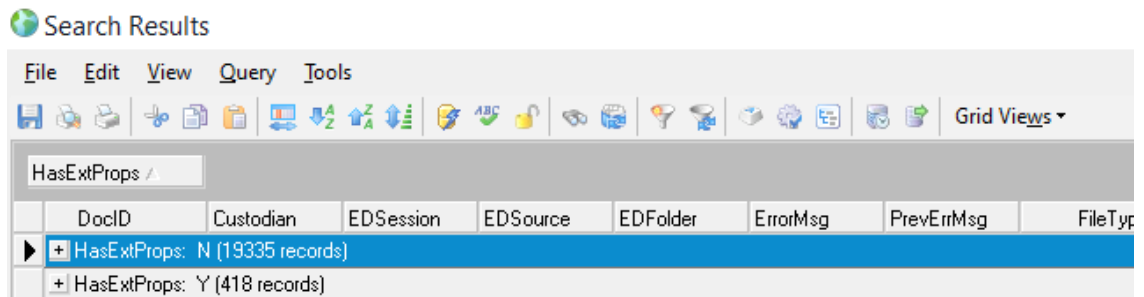 Search Results
File Edit View Query Tools
Grid Views
HasExtProps
DocID Custodian EDSession EDSource EDFolder ErrorMsg PrevErrMsg FileTyp
HasExtProps: N (19335 records)
HasExtProps: Y (418 records)